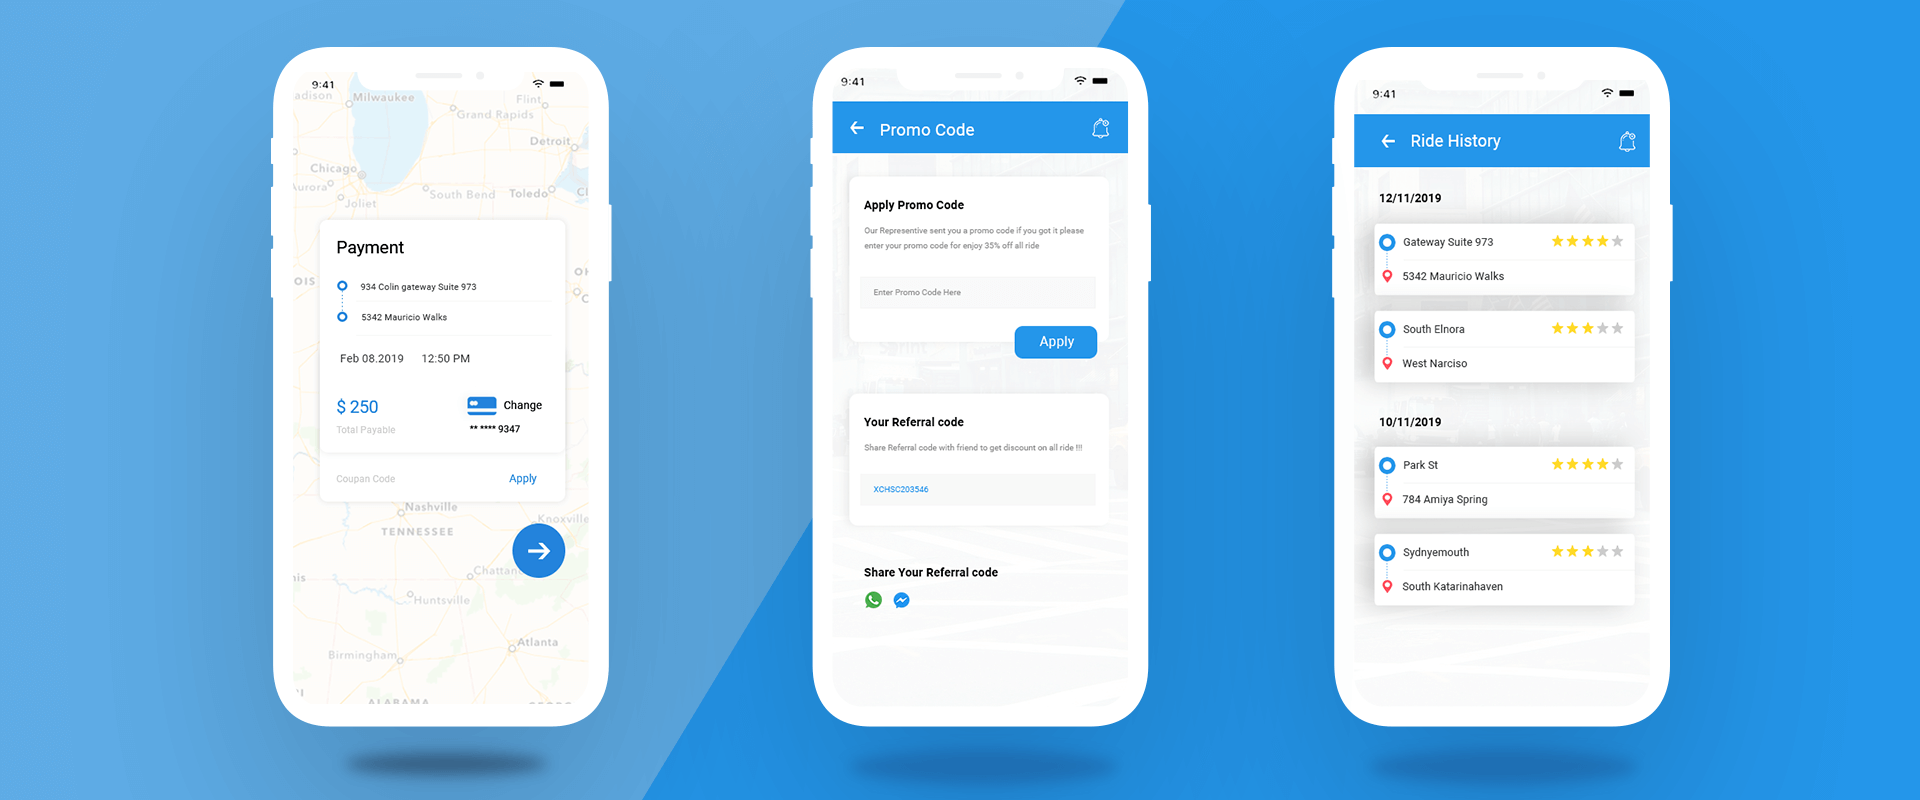 9:41
adison
Milwaukee
Flint
Grand Rapids
Detroit
Chicago
Aurora
South Bend
Toledo
Cl
Joliet
Payment
934 Colin gateway Suite 973
5342 Mauricio Walks
OIS
OH
Feb 08.2019 12:50 PM
$ 250
Change
Total Payable
** **** 9347
Coupan Code
Apply
Nashville
Knoxville
TENNESSEE
Chattan
Huntsville
Atlanta
Birmingham
ALABAMA
9:41
Promo Code
Apply Promo Code
Our Representive sent you a promo code if you got it please
enter your promo code for enjoy 35% off all ride
Enter Promo Code Here
Apply
Your Referral code
Share Referral code with friend to get discount on all ride !!!
XCHSC203546
Share Your Referral code
9:41
Ride History
12/11/2019
Gateway Suite 973
5342 Mauricio Walks
South Elnora
West Narciso
10/11/2019
Park St
784 Amiya Spring
Sydnyemouth
South Katarinahaven